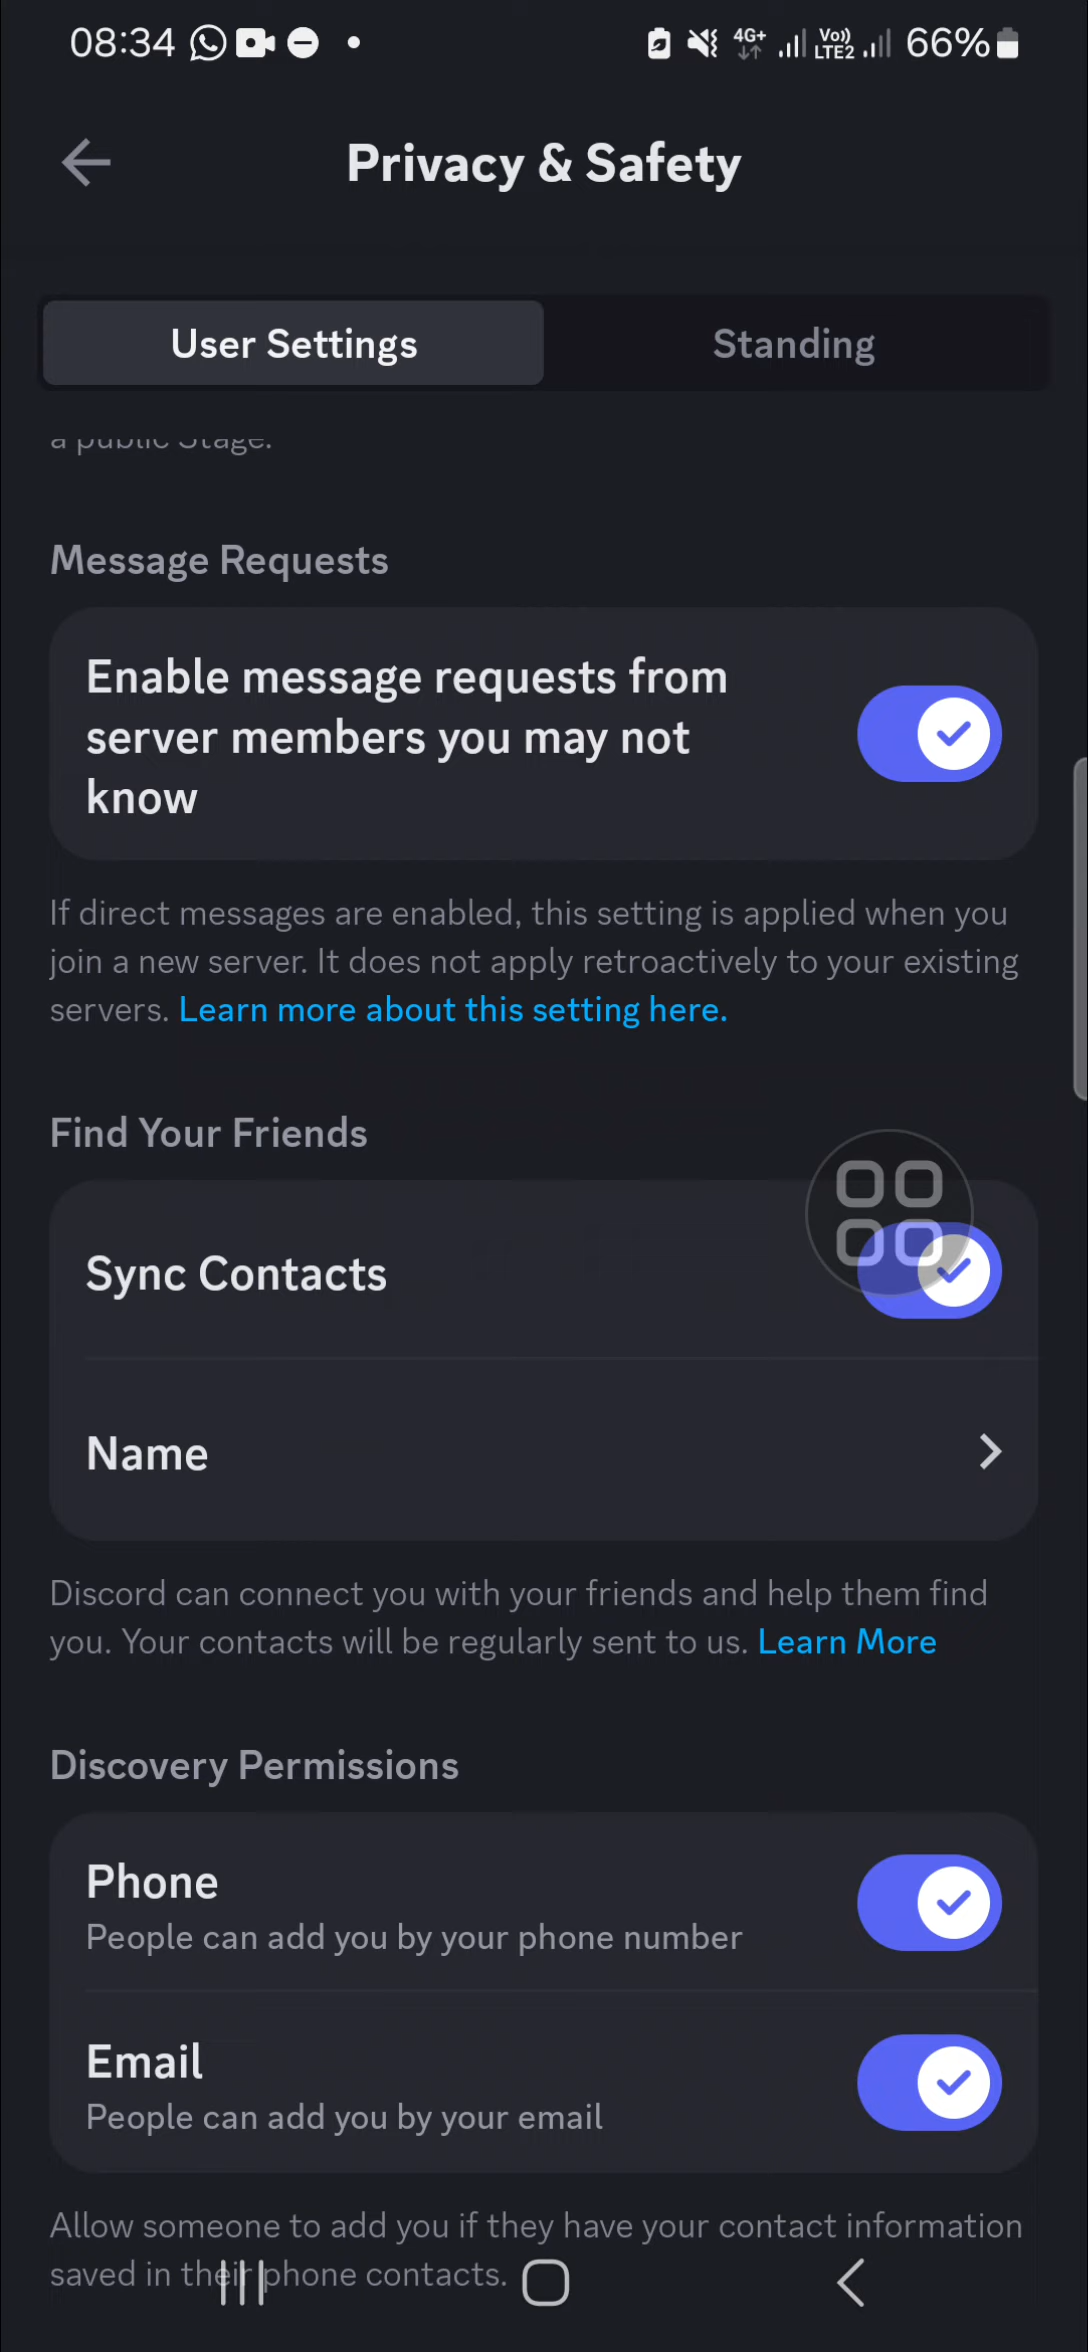 08:34
4G+
Vo))
LTE2
66%
Privacy & Safety
User Settings
Standing
a public Stage.
Message Requests
Enable message requests from
server members you may not
know
If direct messages are enabled, this setting is applied when you
join a new server. It does not apply retroactively to your existing
servers. Learn more about this setting here.
Find Your Friends
Sync Contacts
Name
Discord can connect you with your friends and help them find
you. Your contacts will be regularly sent to us. Learn More
Discovery Permissions
Phone
People can add you by your phone number
Email
People can add you by your email
Allow someone to add you if they have your contact information
saved in their phone contacts.